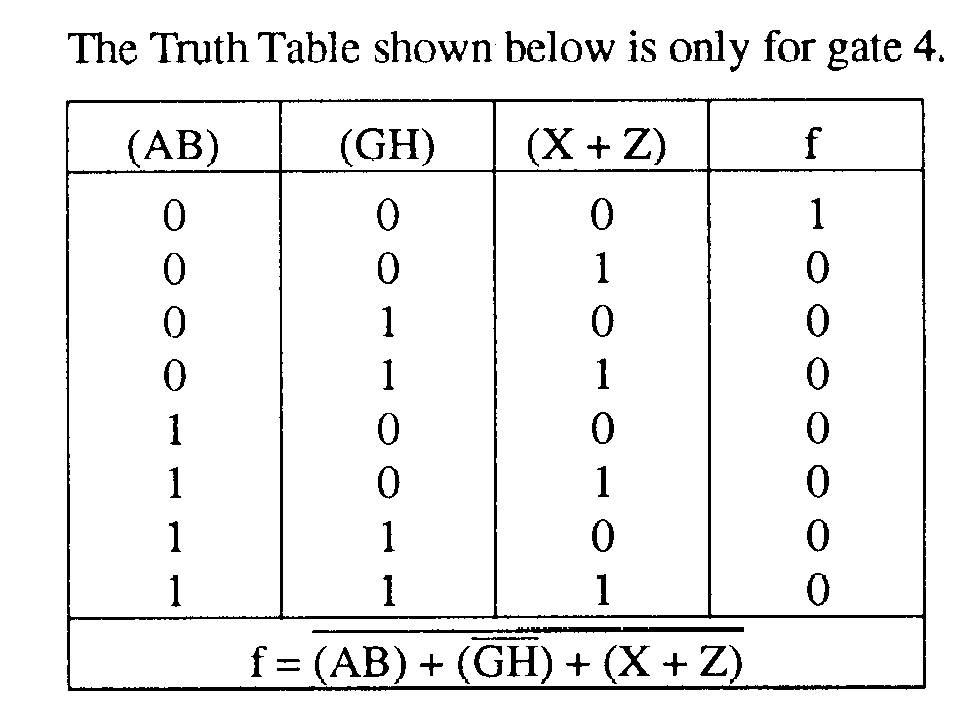 The Truth Table shown below is only for gate 4.
(AB) (GH) (X + Z) f
0 0 0 1
0 0 1 0
0 1 0 0
0 1 1 0
1 0 0 0
1 0 1 0
1 1 0 0
1 1 1 0
f = \overline{(AB) + (\overline{GH}) + (X + Z)}